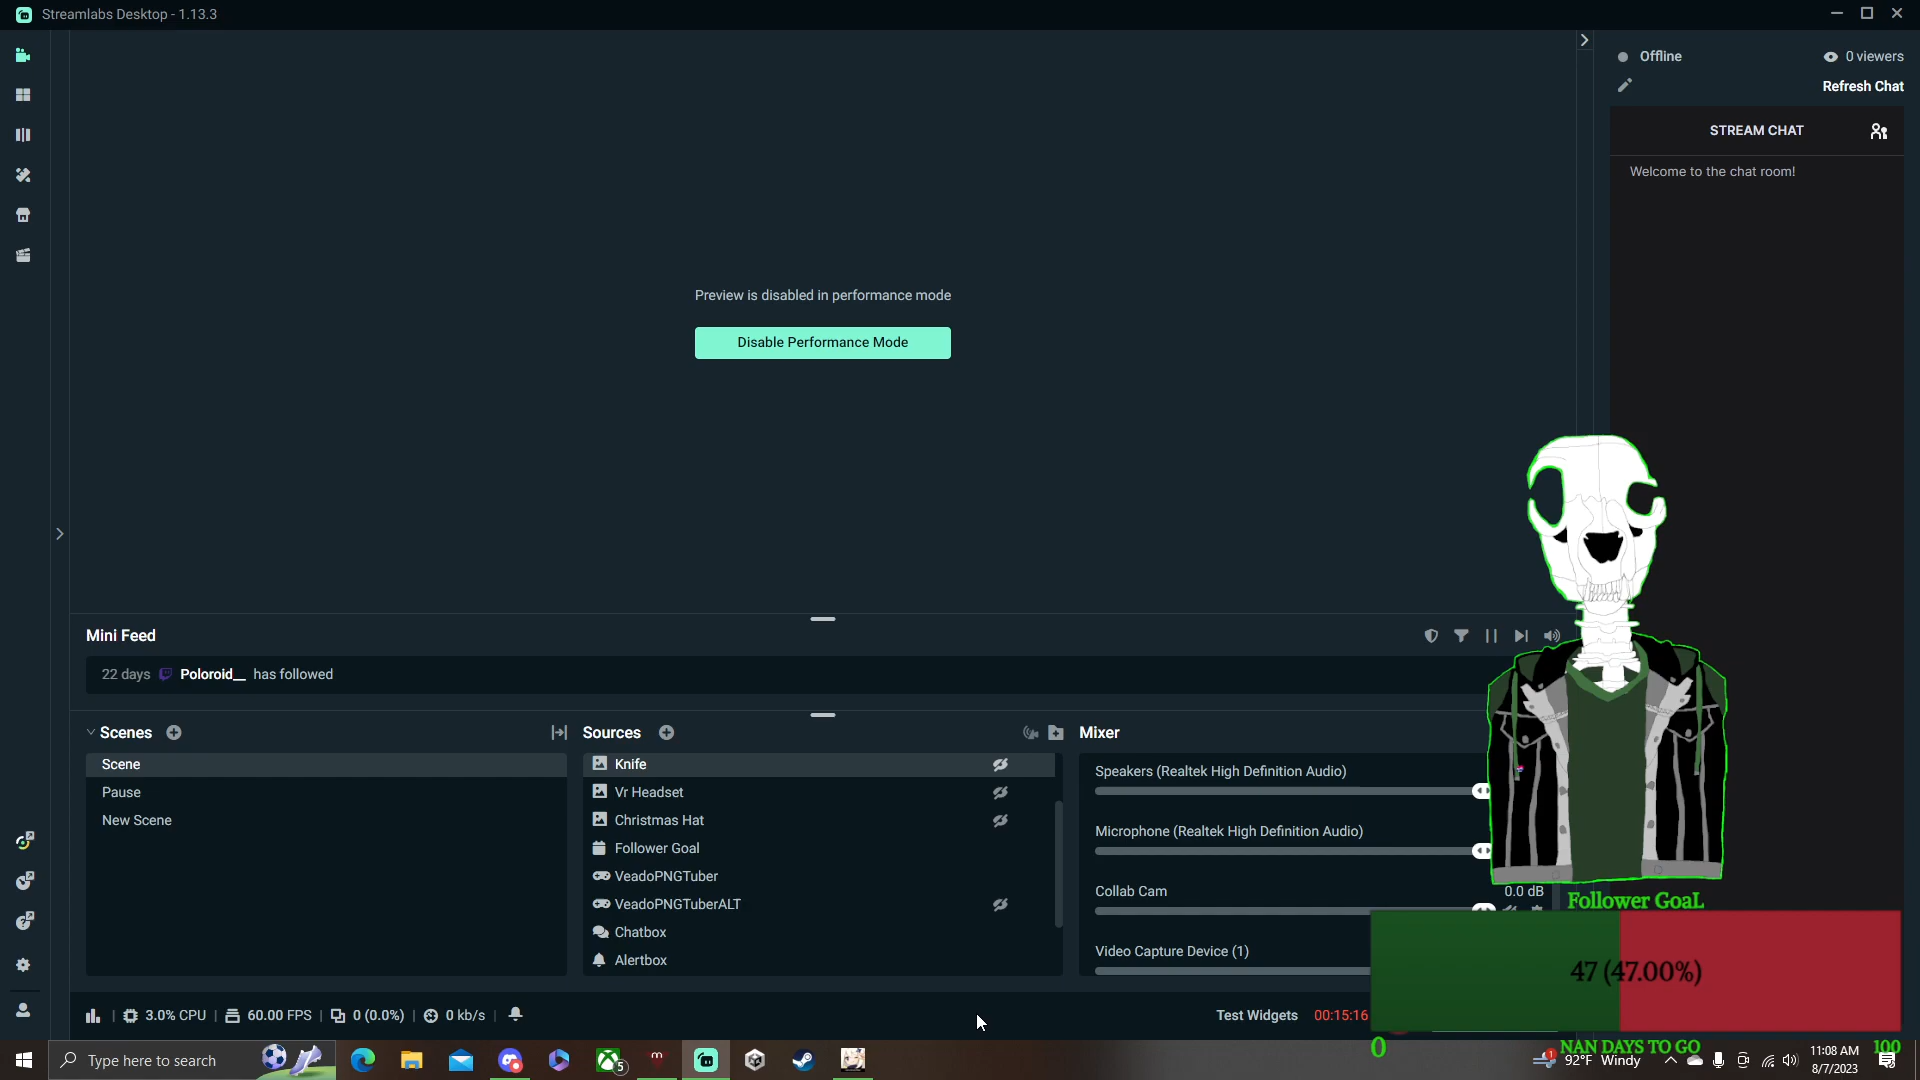 Streamlabs Desktop - 1.13.3
Offline
0 viewers
Refresh Chat
STREAM CHAT
Welcome to the chat room!
Preview is disabled in performance mode
Disable Performance Mode
Mini Feed
22 days Poloroid__ has followed
Scenes
Scene
Pause
New Scene
Sources
Knife
Vr Headset
Christmas Hat
Follower Goal
VeadoPNGTuber
VeadoPNGTuberALT
Chatbox
Alertbox
Mixer
Speakers (Realtek High Definition Audio)
Microphone (Realtek High Definition Audio)
Collab Cam
0.0 dB
Video Capture Device (1)
Follower GoaL
47 (47.00%)
0
NAN DAYS TO GO
100
3.0% CPU
60.00 FPS
0 (0.0%)
0 kb/s
Test Widgets
00:15:16
Type here to search
5
1
92°F Windy
11:08 AM
8/7/2023